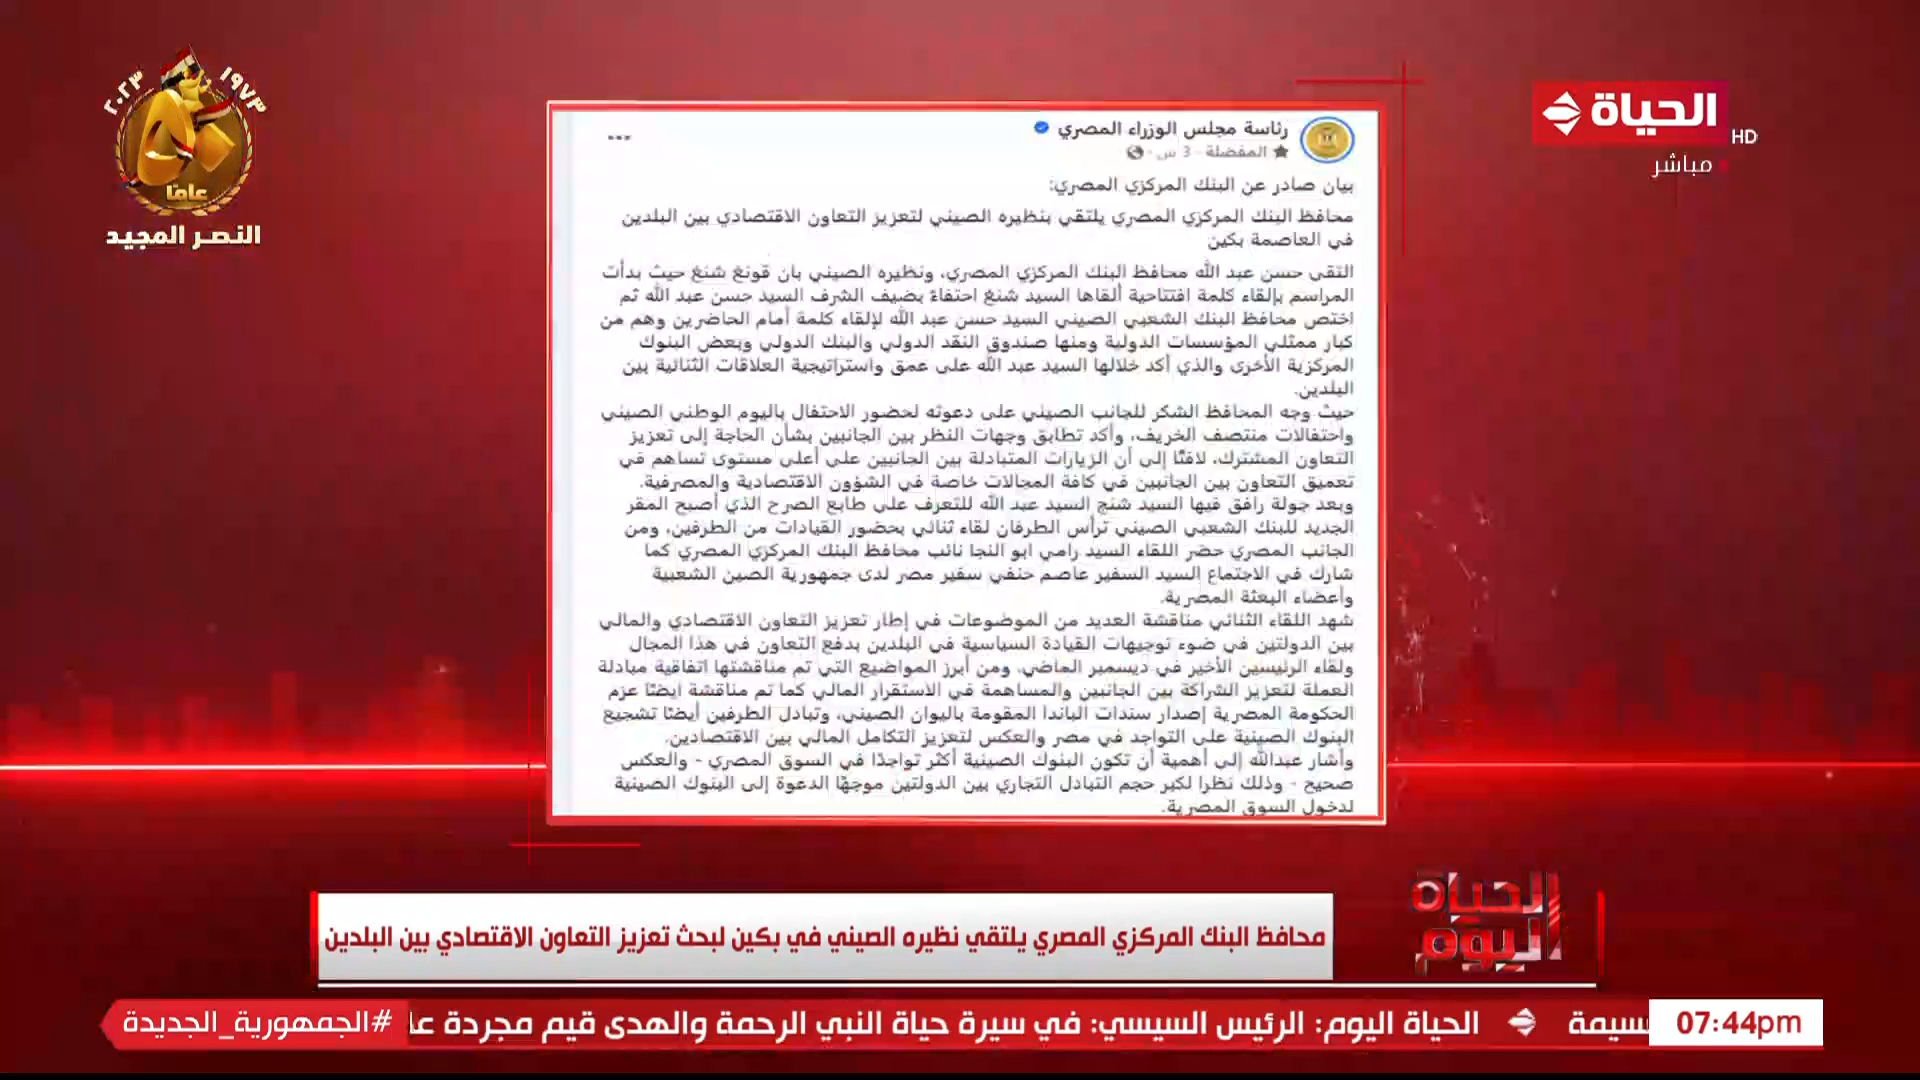 ١٩٧٣
٢٠٢٣
٥٠
عامًا
النصر المجيد
الحياة
HD
مباشر
رئاسة مجلس الوزراء المصري
المفضلة · 3 س ·
بيان صادر عن البنك المركزي المصري:
محافظ البنك المركزي المصري يلتقي بنظيره الصيني لتعزيز التعاون الاقتصادي بين البلدين
في العاصمة بكين
التقى حسن عبد الله محافظ البنك المركزي المصري، ونظيره الصيني بان قونغ شنغ حيث بدأت
المراسم بإلقاء كلمة افتتاحية ألقاها السيد شنغ احتفاءً بضيف الشرف السيد حسن عبد الله ثم
اختص محافظ البنك الشعبي الصيني السيد حسن عبد الله لإلقاء كلمة أمام الحاضرين وهم من
كبار ممثلي المؤسسات الدولية ومنها صندوق النقد الدولي والبنك الدولي وبعض البنوك
المركزية الأخرى والذي أكد خلالها السيد عبد الله على عمق واستراتيجية العلاقات الثنائية بين
البلدين.
حيث وجه المحافظ الشكر للجانب الصيني على دعوته لحضور الاحتفال باليوم الوطني الصيني
واحتفالات منتصف الخريف، وأكد تطابق وجهات النظر بين الجانبين بشأن الحاجة إلى تعزيز
التعاون المشترك، لافتًا إلى أن الزيارات المتبادلة بين الجانبين على أعلى مستوى تساهم في
تعميق التعاون بين الجانبين في كافة المجالات خاصة في الشؤون الاقتصادية والمصرفية.
وبعد جولة رافق فيها السيد شنج السيد عبد الله للتعرف على طابع الصرح الذي أصبح المقر
الجديد للبنك الشعبي الصيني ترأس الطرفان لقاء ثنائي بحضور القيادات من الطرفين، ومن
الجانب المصري حضر اللقاء السيد رامي ابو النجا نائب محافظ البنك المركزي المصري كما
شارك في الاجتماع السيد السفير عاصم حنفي سفير مصر لدى جمهورية الصين الشعبية
وأعضاء البعثة المصرية.
شهد اللقاء الثنائي مناقشة العديد من الموضوعات في إطار تعزيز التعاون الاقتصادي والمالي
بين الدولتين في ضوء توجيهات القيادة السياسية في البلدين بدفع التعاون في هذا المجال
ولقاء الرئيسين الأخير في ديسمبر الماضي، ومن أبرز المواضيع التي تم مناقشتها اتفاقية مبادلة
العملة لتعزيز الشراكة بين الجانبين والمساهمة في الاستقرار المالي كما تم مناقشة ايضًا عزم
الحكومة المصرية إصدار سندات الباندا المقومة باليوان الصيني، وتبادل الطرفين أيضًا تشجيع
البنوك الصينية على التواجد في مصر والعكس لتعزيز التكامل المالي بين الاقتصادين.
وأشار عبدالله إلى أهمية أن تكون البنوك الصينية أكثر تواجدًا في السوق المصري - والعكس
صحيح - وذلك نظرا لكبر حجم التبادل التجاري بين الدولتين موجهًا الدعوة إلى البنوك الصينية
لدخول السوق المصرية.
الحياة
اليوم
محافظ البنك المركزي المصري يلتقي نظيره الصيني في بكين لبحث تعزيز التعاون الاقتصادي بين البلدين
07:44pm
سيمة الحياة اليوم: الرئيس السيسي: في سيرة حياة النبي الرحمة والهدى قيم مجردة عا
#الجمهورية_الجديدة